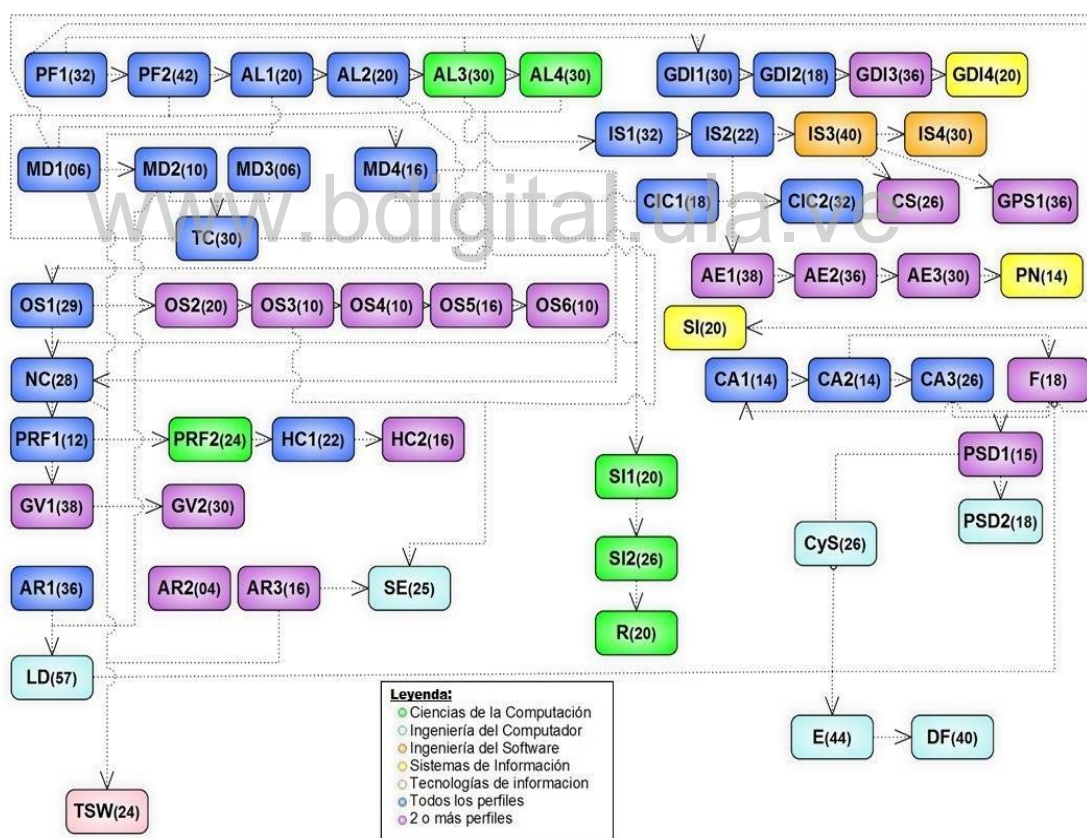 PF1(32) PF2(42) AL1(20) AL2(20) AL3(30) AL4(30) GDI1(30) GDI2(18) GDI3(36) GDI4(20)
IS1(32) IS2(22) IS3(40) IS4(30)
MD1(06) MD2(10) MD3(06) MD4(16)
CIC1(18) CIC2(32) CS(26) GPS1(36)
www.bdigital.ula.ve
TC(30)
AE1(38) AE2(36) AE3(30) PN(14)
OS1(29) OS2(20) OS3(10) OS4(10) OS5(16) OS6(10)
SI(20)
NC(28) CA1(14) CA2(14) CA3(26) F(18)
PRF1(12) PRF2(24) HC1(22) HC2(16)
PSD1(15)
SI1(20)
GV1(38) GV2(30)
PSD2(18)
CyS(26)
SI2(26)
AR1(36) AR2(04) AR3(16) SE(25)
R(20)
LD(57)
Leyenda:
Ciencias de la Computación
Ingeniería del Computador
Ingeniería del Software
Sistemas de Información
Tecnologías de informacion
Todos los perfiles
2 o más perfiles
E(44) DF(40)
TSW(24)